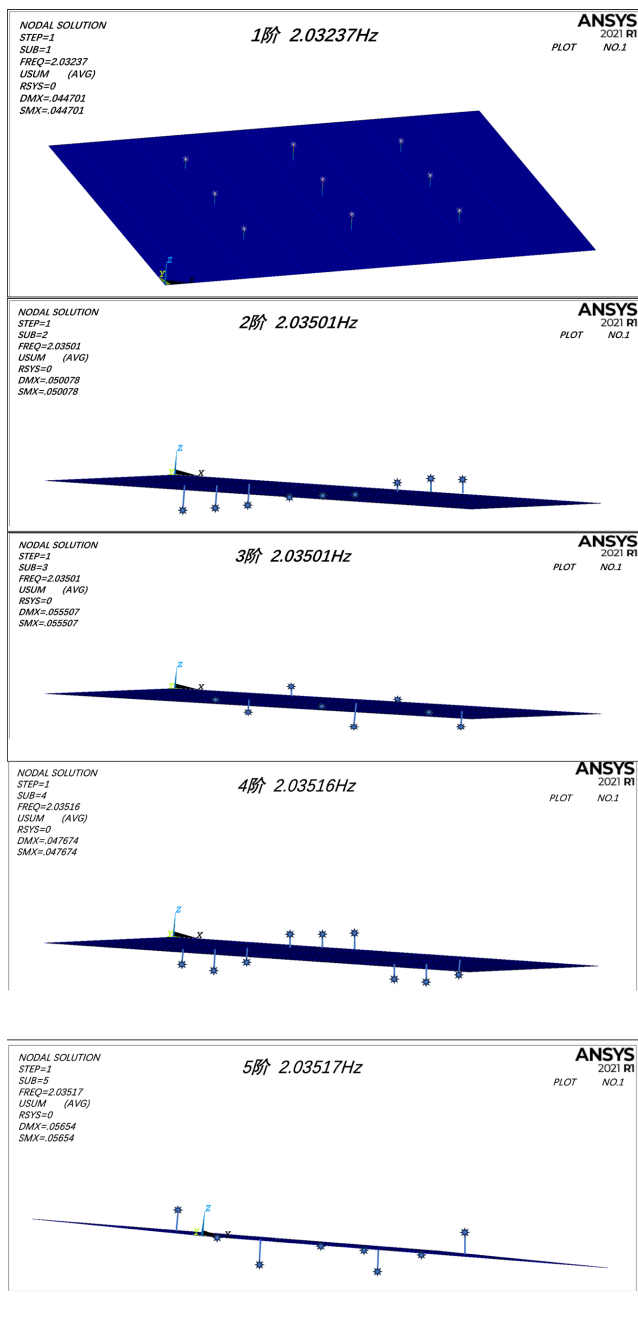 NODAL SOLUTION
STEP=1
SUB=1
FREQ=2.03237
USUM (AVG)
RSYS=0
DMX=.044701
SMX=.044701
1阶 2.03237Hz
ANSYS
2021 R1
PLOT NO.1
Z
Y
NODAL SOLUTION
STEP=1
SUB=2
FREQ=2.03501
USUM (AVG)
RSYS=0
DMX=.050078
SMX=.050078
2阶 2.03501Hz
ANSYS
2021 R1
PLOT NO.1
Z
Y
X
NODAL SOLUTION
STEP=1
SUB=3
FREQ=2.03501
USUM (AVG)
RSYS=0
DMX=.055507
SMX=.055507
3阶 2.03501Hz
ANSYS
2021 R1
PLOT NO.1
Z
Y
X
NODAL SOLUTION
STEP=1
SUB=4
FREQ=2.03516
USUM (AVG)
RSYS=0
DMX=.047674
SMX=.047674
4阶 2.03516Hz
ANSYS
2021 R1
PLOT NO.1
Z
Y
X
NODAL SOLUTION
STEP=1
SUB=5
FREQ=2.03517
USUM (AVG)
RSYS=0
DMX=.05654
SMX=.05654
5阶 2.03517Hz
ANSYS
2021 R1
PLOT NO.1
Z
Y
X